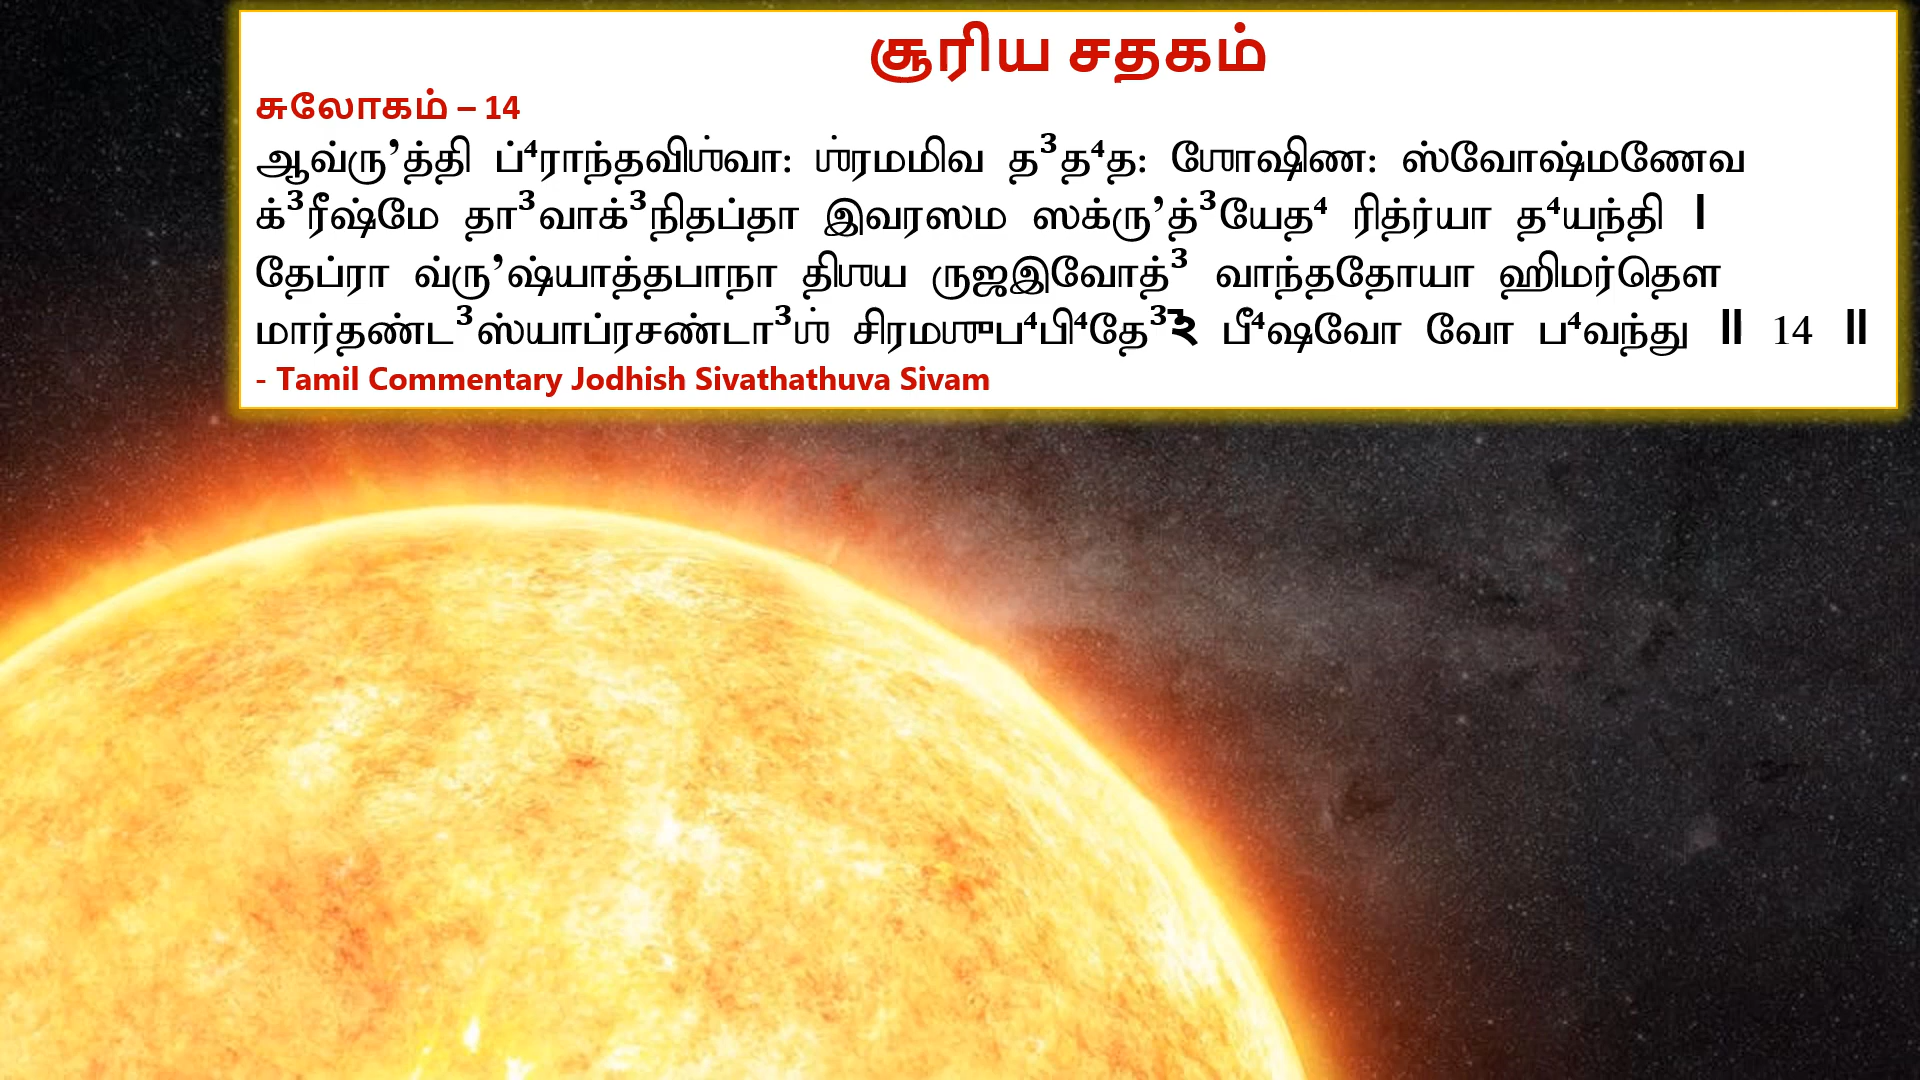 சூரிய சதகம்
சுலோகம் – 14
ஆவ்ரு’த்தி ப்⁴ராந்தவிஶ்வா: ஶ்ரமமிவ த³த⁴த: ஶோஷிண: ஸ்வோஷ்மணேவ
க்³ரீஷ்மே தா³வாக்³நிதப்தா இவரஸம ஸக்ரு’த்³யேத⁴ ரித்ர்யா த⁴யந்தி ।
தேப்ரா வ்ரு’ஷ்யாத்தபாநா திஶய ருஜஇவோத்³ வாந்ததோயா ஹிமர்தௌ
மார்தண்ட³ஸ்யாப்ரசண்டா³ஶ் சிரமஶுப⁴பி⁴தே³ঽ பீ⁴ஷவோ வோ ப⁴வந்து ॥ 14 ॥
- Tamil Commentary Jodhish Sivathathuva Sivam